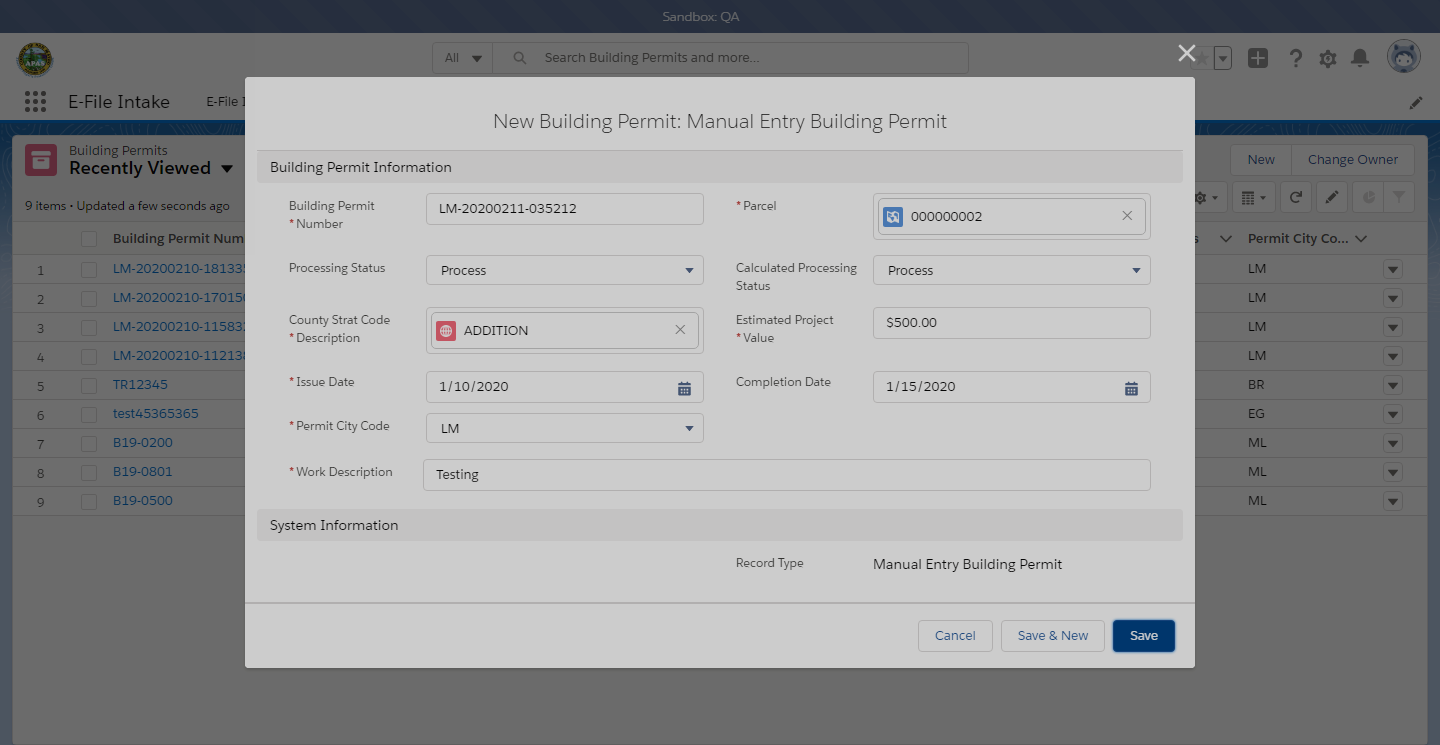 Sandbox: QA
All
Search Building Permits and more...
E-File Intake
E-File I
New Building Permit: Manual Entry Building Permit
Building Permits
Recently Viewed
New
Change Owner
9 items • Updated a few seconds ago
Building Permit Num
s
Permit City Co...
1
LM-20200210-181335
LM
2
LM-20200210-170150
LM
3
LM-20200210-11583
LM
4
LM-20200210-112138
LM
5
TR12345
BR
6
test45365365
EG
7
B19-0200
ML
8
B19-0801
ML
9
B19-0500
ML
Building Permit Information
Building Permit
*Number
LM-20200211-035212
*Parcel
000000002
Processing Status
Process
Calculated Processing
Status
Process
County Strat Code
*Description
ADDITION
Estimated Project
*Value
$500.00
*Issue Date
1/10/2020
Completion Date
1/15/2020
*Permit City Code
LM
*Work Description
Testing
System Information
Record Type
Manual Entry Building Permit
Cancel
Save & New
Save